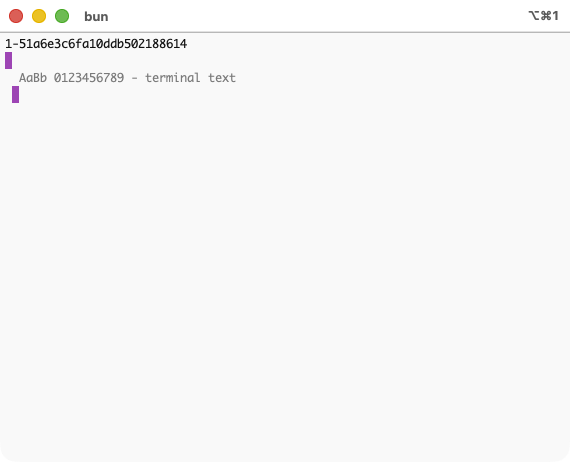 bun
⌥⌘1
1-51a6e3c6fa10ddb502188614
AaBb 0123456789 - terminal text